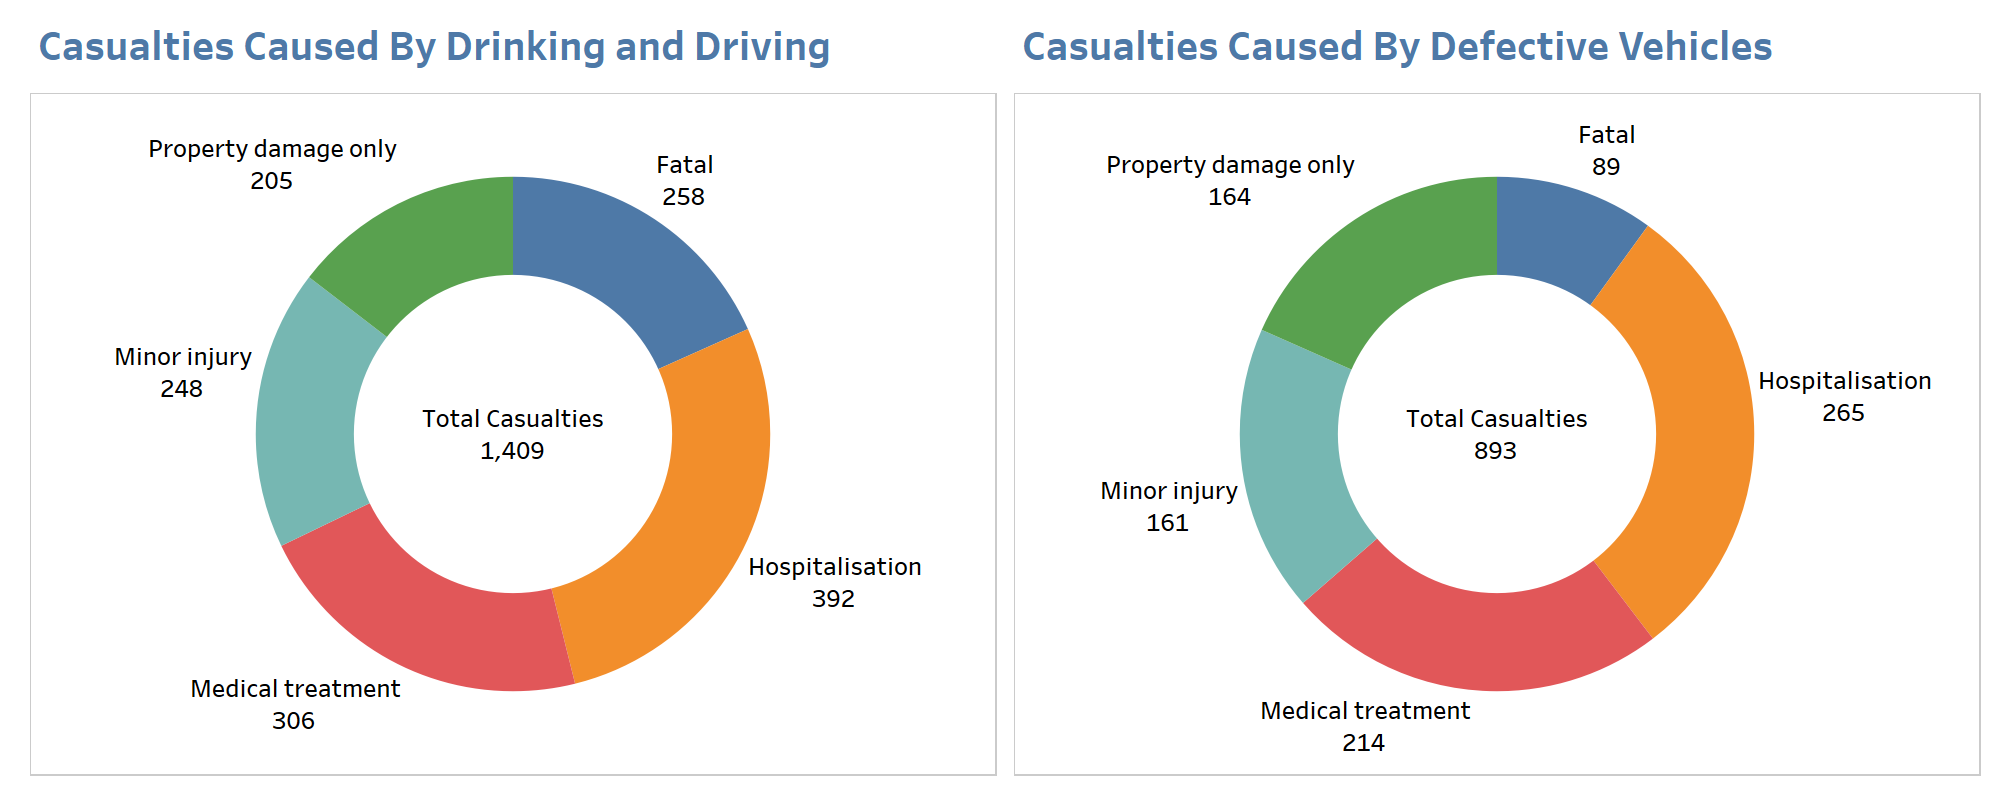 Casualties Caused By Drinking and Driving
Property damage only
205
Fatal
258
Minor injury
248
Total Casualties
1,409
Hospitalisation
392
Medical treatment
306
Casualties Caused By Defective Vehicles
Fatal
89
Property damage only
164
Hospitalisation
265
Total Casualties
893
Minor injury
161
Medical treatment
214